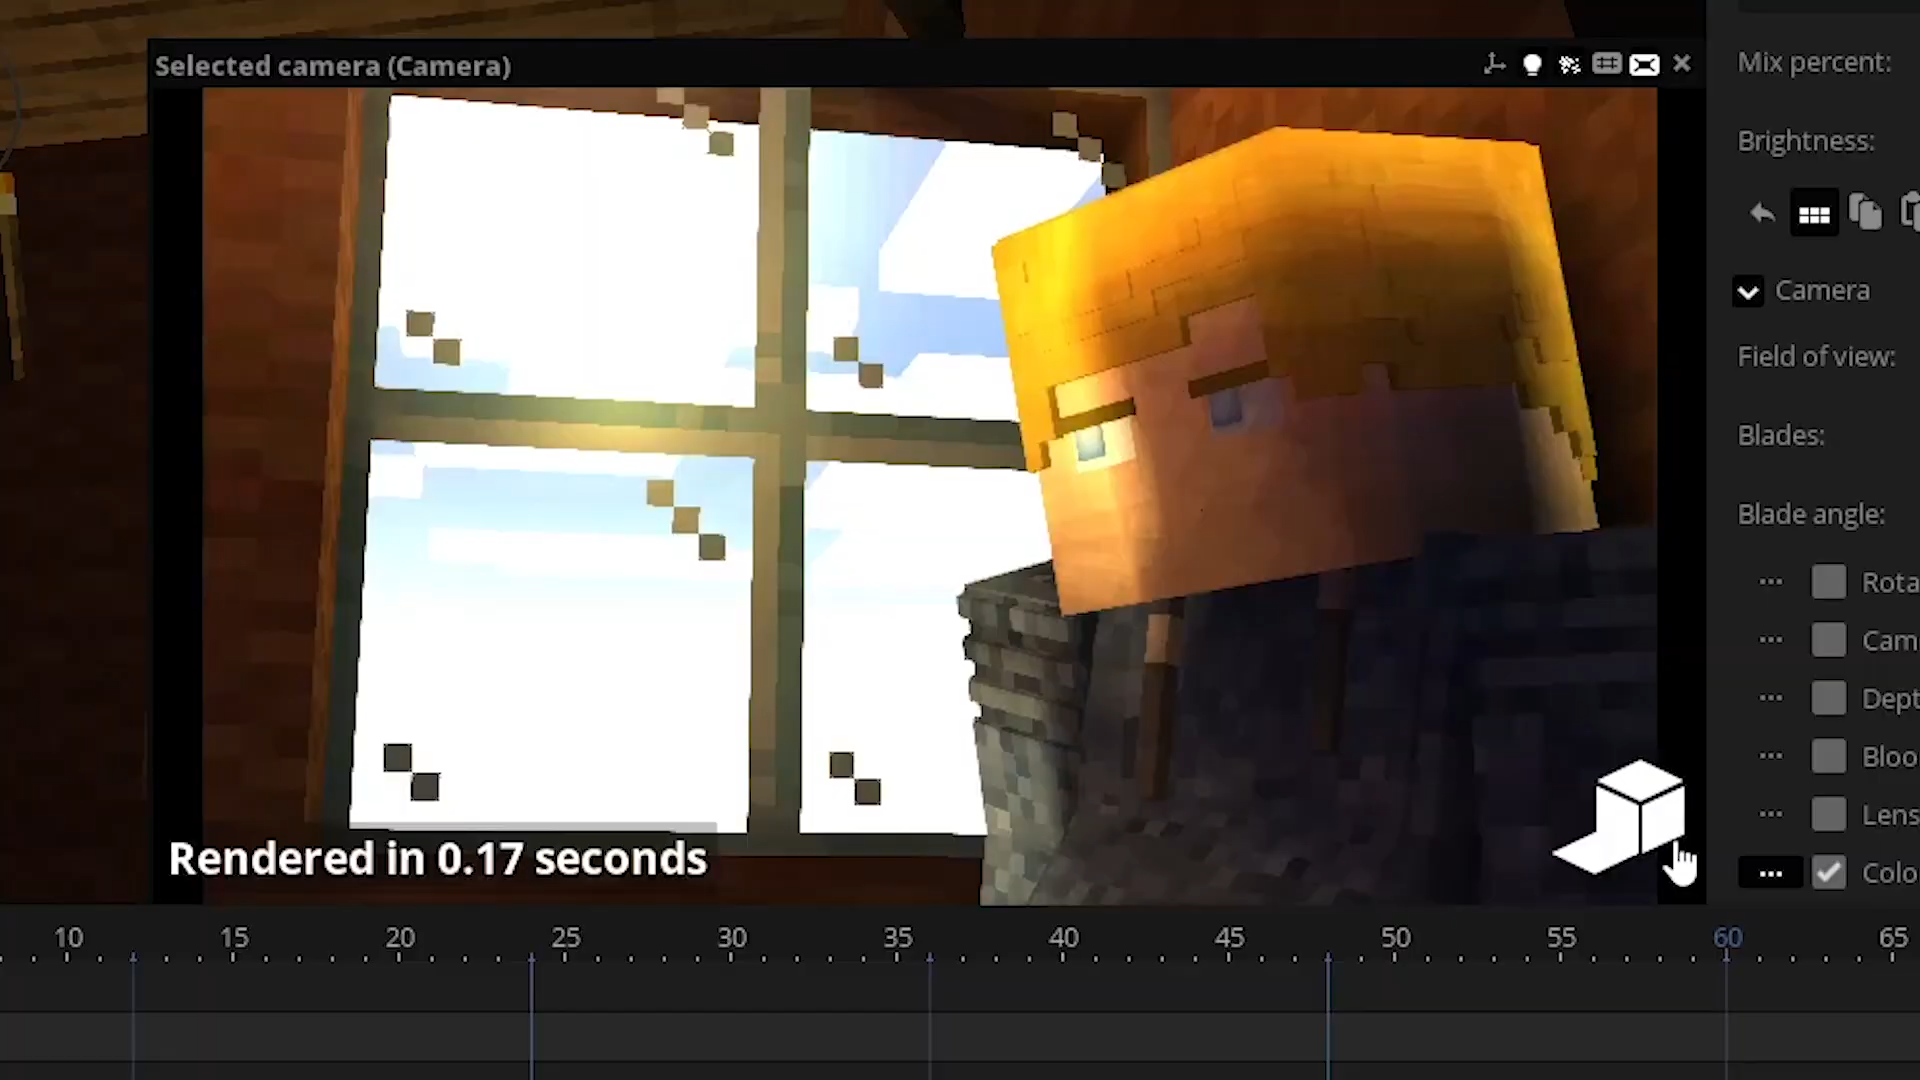 Selected camera (Camera)
Mix percent:
Brightness:
Camera
Field of view:
Blades:
Blade angle:
Rota
Cam
Dept
Bloo
Lens
Colo
Rendered in 0.17 seconds
10 15 20 25 30 35 40 45 50 55 60 65